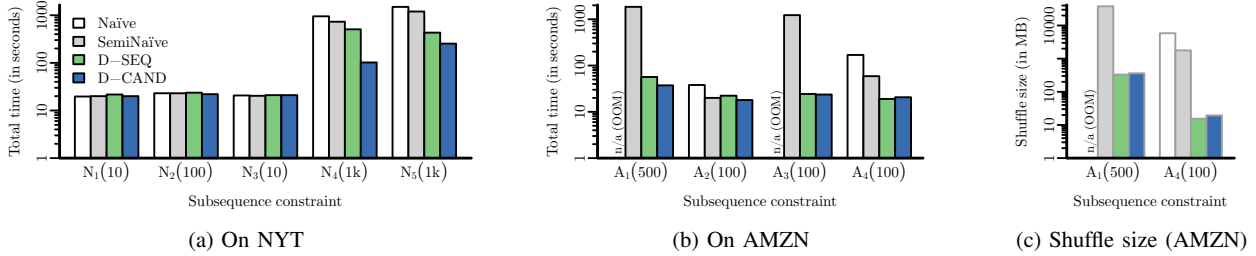 Total time (in seconds)
1 10 100 1000
Naïve
SemiNaïve
D−SEQ
D−CAND
N₁(10) N₂(100) N₃(10) N₄(1k) N₅(1k)
Subsequence constraint
(a) On NYT
Total time (in seconds)
1 10 100 1000
n/a (OOM)
n/a (OOM)
A₁(500) A₂(100) A₃(100) A₄(100)
Subsequence constraint
(b) On AMZN
Shuffle size (in MB)
1 10 100 10000
n/a (OOM)
A₁(500) A₄(100)
Subsequence constraint
(c) Shuffle size (AMZN)